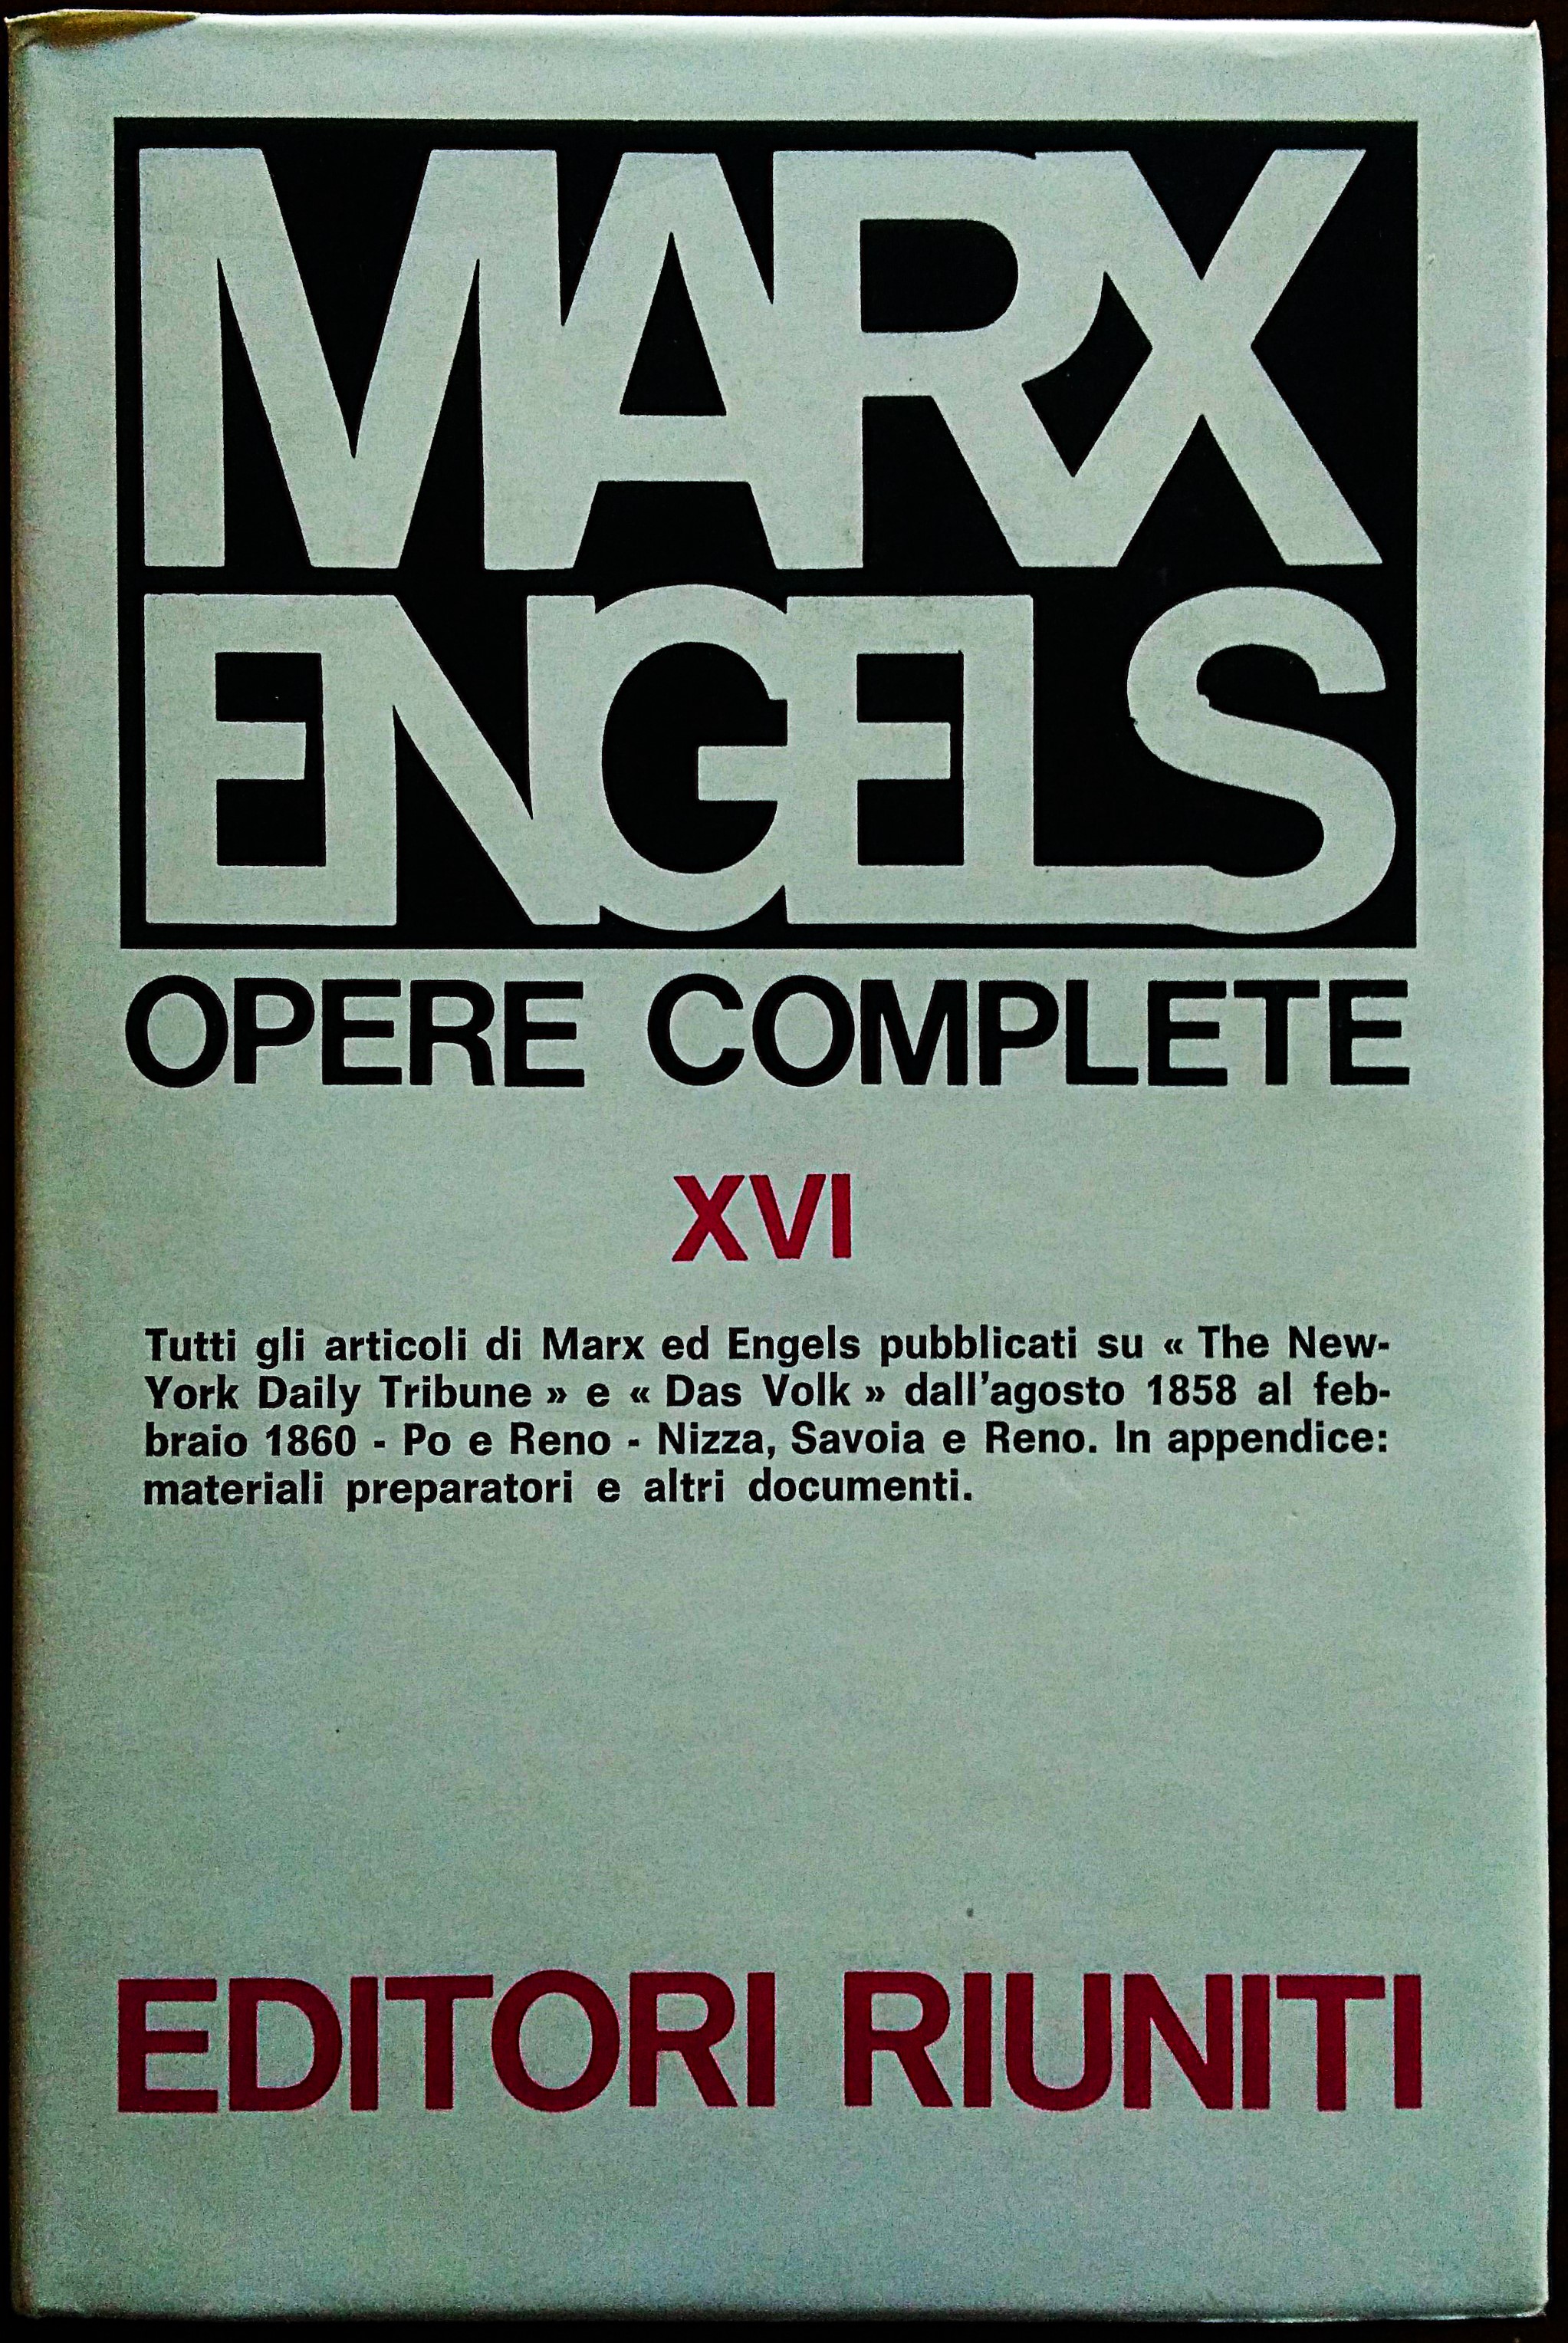 MARX
ENGELS
OPERE COMPLETE
XVI
Tutti gli articoli di Marx ed Engels pubblicati su « The New-
York Daily Tribune » e « Das Volk » dall'agosto 1858 al feb-
braio 1860 - Po e Reno - Nizza, Savoia e Reno. In appendice:
materiali preparatori e altri documenti.
EDITORI RIUNITI